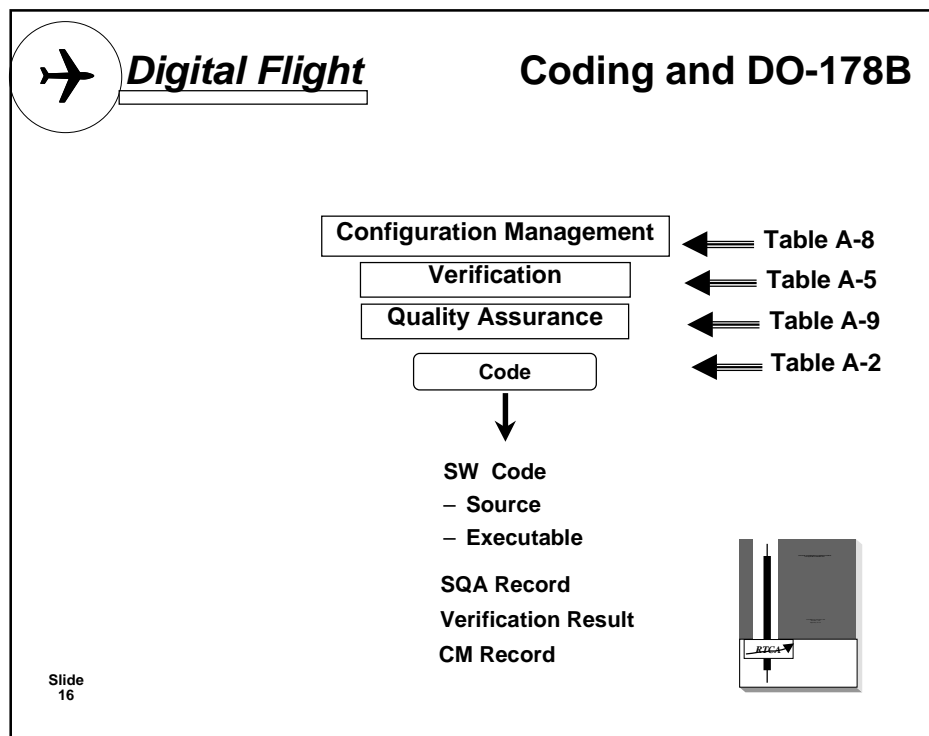 Digital Flight
Coding and DO-178B
Configuration Management
Table A-8
Verification
Table A-5
Quality Assurance
Table A-9
Code
Table A-2
SW Code
– Source
– Executable
SQA Record
Verification Result
CM Record
RTCA
Slide
16